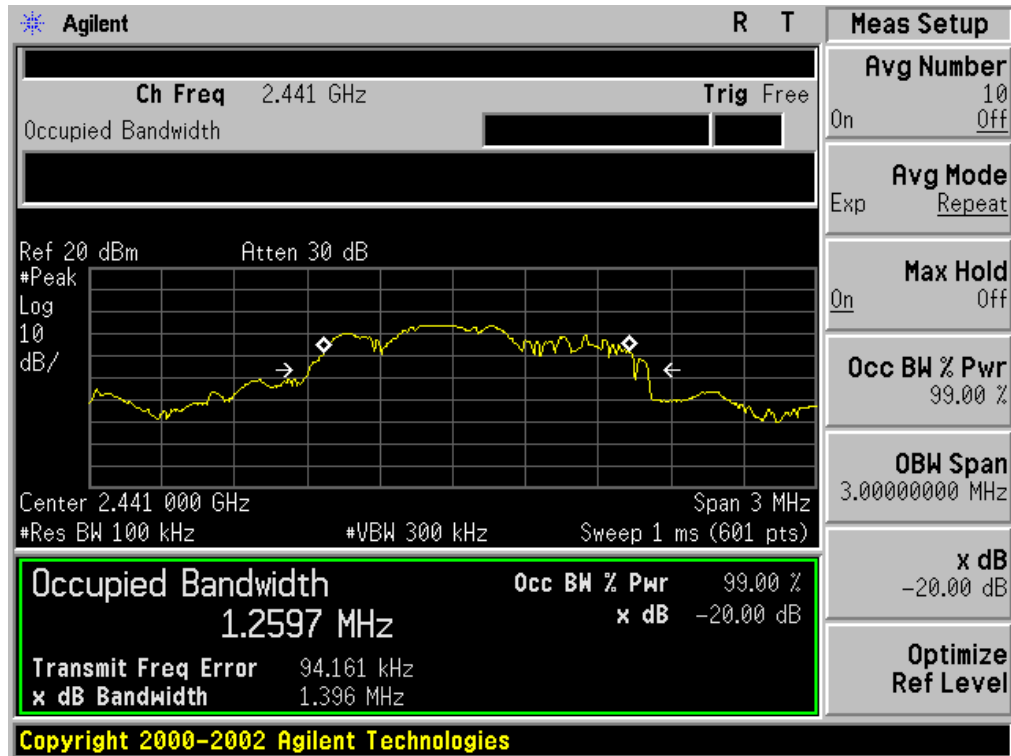 Agilent R T
Meas Setup
Ch Freq 2.441 GHz Trig Free
Occupied Bandwidth
Ref 20 dBm Atten 30 dB
#Peak
Log
10
dB/
Center 2.441 000 GHz Span 3 MHz
#Res BW 100 kHz #VBW 300 kHz Sweep 1 ms (601 pts)
Occupied Bandwidth Occ BW % Pwr 99.00 %
1.2597 MHz x dB -20.00 dB
Transmit Freq Error 94.161 kHz
x dB Bandwidth 1.396 MHz
Avg Number
10
On Off
Avg Mode
Exp Repeat
Max Hold
On Off
Occ BW % Pwr
99.00 %
OBW Span
3.00000000 MHz
x dB
-20.00 dB
Optimize
Ref Level
Copyright 2000-2002 Agilent Technologies